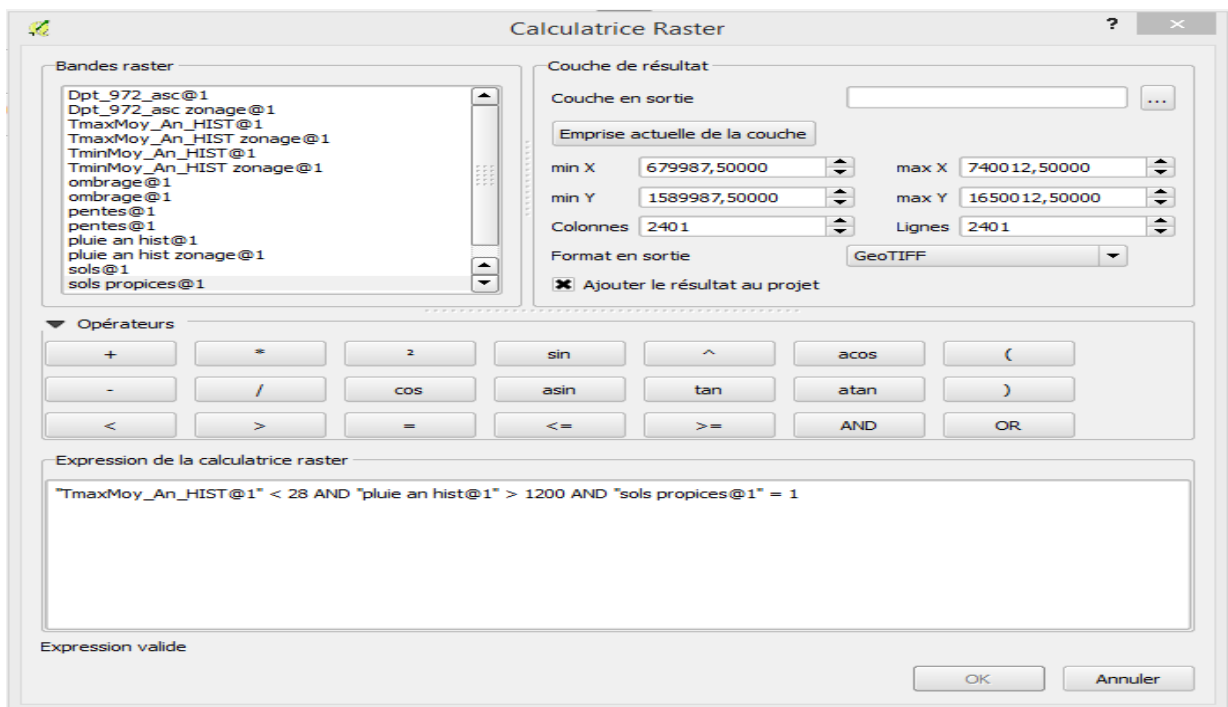 Calculatrice Raster
?
Bandes raster
Dpt_972_asc@1
Dpt_972_asc zonage@1
TmaxMoy_An_HIST@1
TmaxMoy_An_HIST zonage@1
TminMoy_An_HIST@1
TminMoy_An_HIST zonage@1
ombrage@1
ombrage@1
pentes@1
pentes@1
pluie an hist@1
pluie an hist zonage@1
sols@1
sols propices@1
Couche de résultat
Couche en sortie
...
Emprise actuelle de la couche
min X 679987,50000 max X 740012,50000
min Y 1589987,50000 max Y 1650012,50000
Colonnes 2401 Lignes 2401
Format en sortie GeoTIFF
Ajouter le résultat au projet
Opérateurs
+ * ² sin ^ acos (
- / cos asin tan atan )
< > = <= >= AND OR
Expression de la calculatrice raster
"TmaxMoy_An_HIST@1" < 28 AND "pluie an hist@1" > 1200 AND "sols propices@1" = 1
Expression valide
OK Annuler